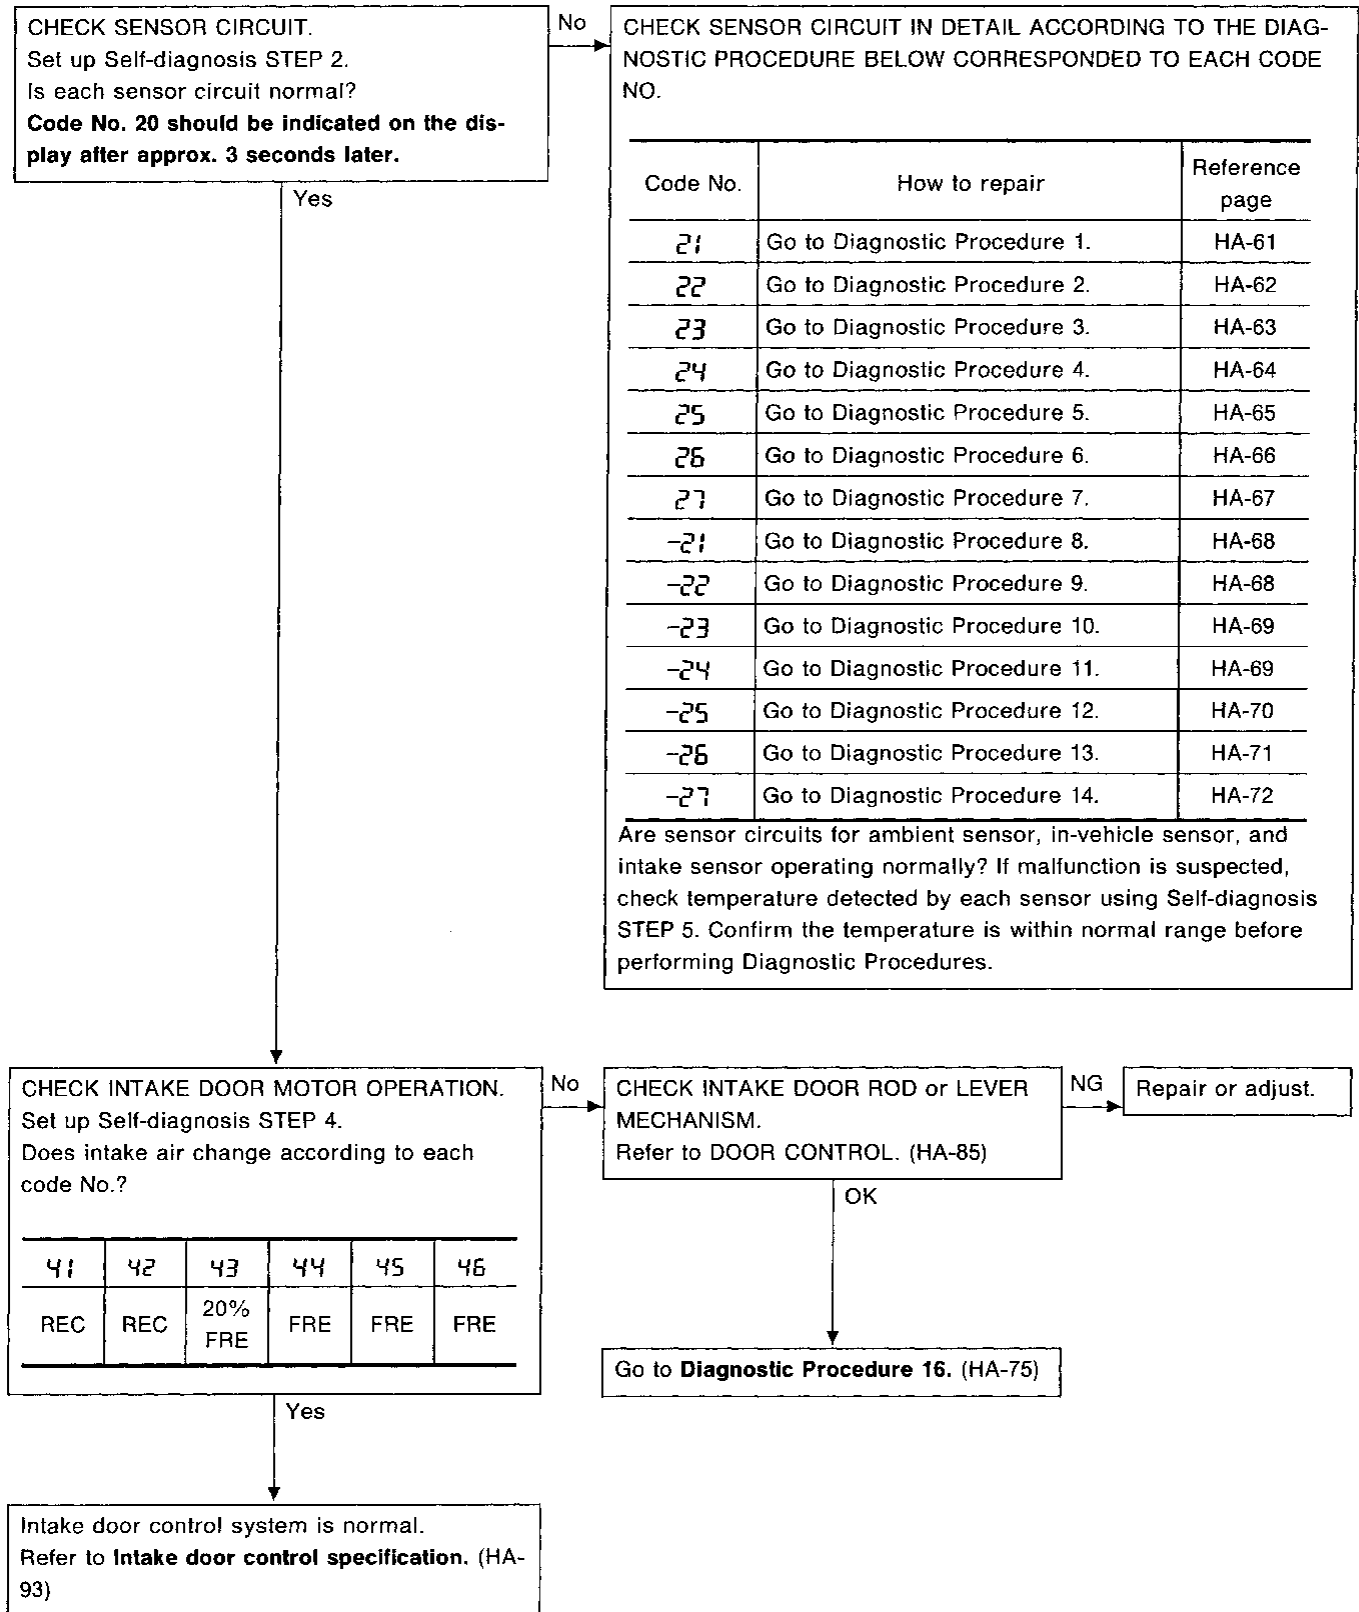 CHECK SENSOR CIRCUIT.
Set up Self-diagnosis STEP 2.
Is each sensor circuit normal?
Code No. 20 should be indicated on the dis-
play after approx. 3 seconds later.
No
Yes
CHECK SENSOR CIRCUIT IN DETAIL ACCORDING TO THE DIAG-
NOSTIC PROCEDURE BELOW CORRESPONDED TO EACH CODE
NO.
Code No. How to repair Reference page
21 Go to Diagnostic Procedure 1. HA-61
22 Go to Diagnostic Procedure 2. HA-62
23 Go to Diagnostic Procedure 3. HA-63
24 Go to Diagnostic Procedure 4. HA-64
25 Go to Diagnostic Procedure 5. HA-65
26 Go to Diagnostic Procedure 6. HA-66
27 Go to Diagnostic Procedure 7. HA-67
-21 Go to Diagnostic Procedure 8. HA-68
-22 Go to Diagnostic Procedure 9. HA-68
-23 Go to Diagnostic Procedure 10. HA-69
-24 Go to Diagnostic Procedure 11. HA-69
-25 Go to Diagnostic Procedure 12. HA-70
-26 Go to Diagnostic Procedure 13. HA-71
-27 Go to Diagnostic Procedure 14. HA-72
Are sensor circuits for ambient sensor, in-vehicle sensor, and
intake sensor operating normally? If malfunction is suspected,
check temperature detected by each sensor using Self-diagnosis
STEP 5. Confirm the temperature is within normal range before
performing Diagnostic Procedures.
CHECK INTAKE DOOR MOTOR OPERATION.
Set up Self-diagnosis STEP 4.
Does intake air change according to each
code No.?
41 42 43 44 45 46
REC REC 20% FRE FRE FRE FRE
No
Yes
CHECK INTAKE DOOR ROD or LEVER
MECHANISM.
Refer to DOOR CONTROL. (HA-85)
NG
Repair or adjust.
OK
Go to Diagnostic Procedure 16. (HA-75)
Intake door control system is normal.
Refer to Intake door control specification. (HA-
93)